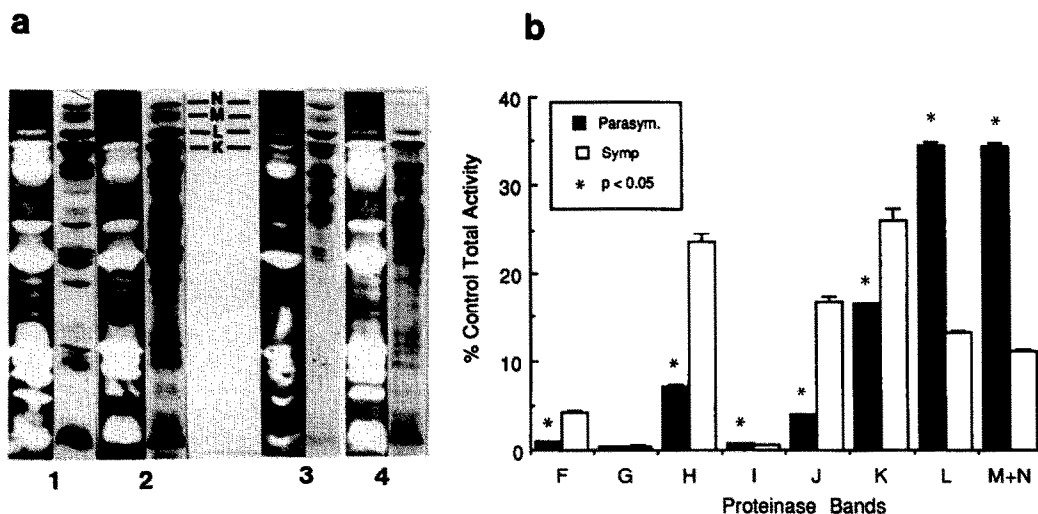 a
N
M
L
K
1
2
3
4
b
% Control Total Activity
40
30
20
10
0
Parasym.
Symp
* p < 0.05
*
*
*
*
*
*
*
F G H I J K L M+N
Proteinase Bands